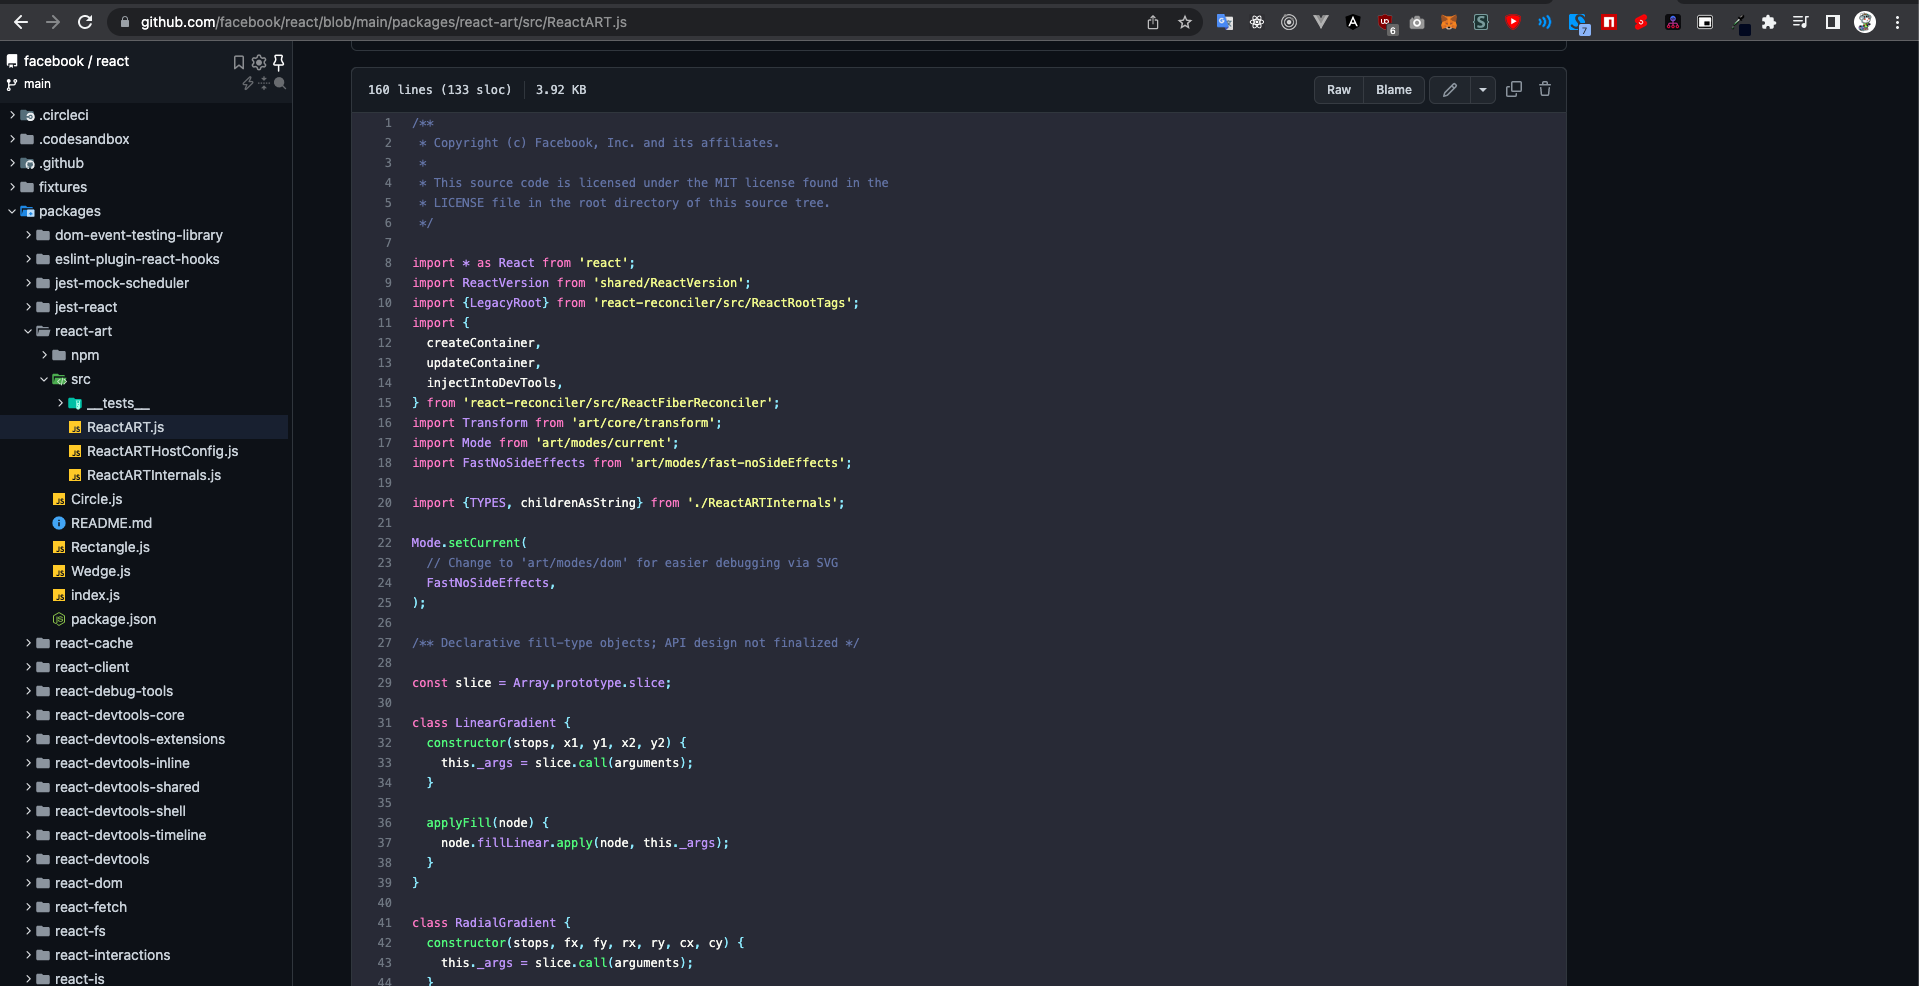 github.com/facebook/react/blob/main/packages/react-art/src/ReactART.js
6
7
facebook / react
main
.circleci
.codesandbox
.github
fixtures
packages
dom-event-testing-library
eslint-plugin-react-hooks
jest-mock-scheduler
jest-react
react-art
npm
src
__tests__
ReactART.js
ReactARTHostConfig.js
ReactARTInternals.js
Circle.js
README.md
Rectangle.js
Wedge.js
index.js
package.json
react-cache
react-client
react-debug-tools
react-devtools-core
react-devtools-extensions
react-devtools-inline
react-devtools-shared
react-devtools-shell
react-devtools-timeline
react-devtools
react-dom
react-fetch
react-fs
react-interactions
react-is
160 lines (133 sloc) 3.92 KB
Raw Blame
1 /**
2  * Copyright (c) Facebook, Inc. and its affiliates.
3  *
4  * This source code is licensed under the MIT license found in the
5  * LICENSE file in the root directory of this source tree.
6  */
7
8 import * as React from 'react';
9 import ReactVersion from 'shared/ReactVersion';
10 import {LegacyRoot} from 'react-reconciler/src/ReactRootTags';
11 import {
12   createContainer,
13   updateContainer,
14   injectIntoDevTools,
15 } from 'react-reconciler/src/ReactFiberReconciler';
16 import Transform from 'art/core/transform';
17 import Mode from 'art/modes/current';
18 import FastNoSideEffects from 'art/modes/fast-noSideEffects';
19
20 import {TYPES, childrenAsString} from './ReactARTInternals';
21
22 Mode.setCurrent(
23   // Change to 'art/modes/dom' for easier debugging via SVG
24   FastNoSideEffects,
25 );
26
27 /** Declarative fill-type objects; API design not finalized */
28
29 const slice = Array.prototype.slice;
30
31 class LinearGradient {
32   constructor(stops, x1, y1, x2, y2) {
33     this._args = slice.call(arguments);
34   }
35
36   applyFill(node) {
37     node.fillLinear.apply(node, this._args);
38   }
39 }
40
41 class RadialGradient {
42   constructor(stops, fx, fy, rx, ry, cx, cy) {
43     this._args = slice.call(arguments);
44   }